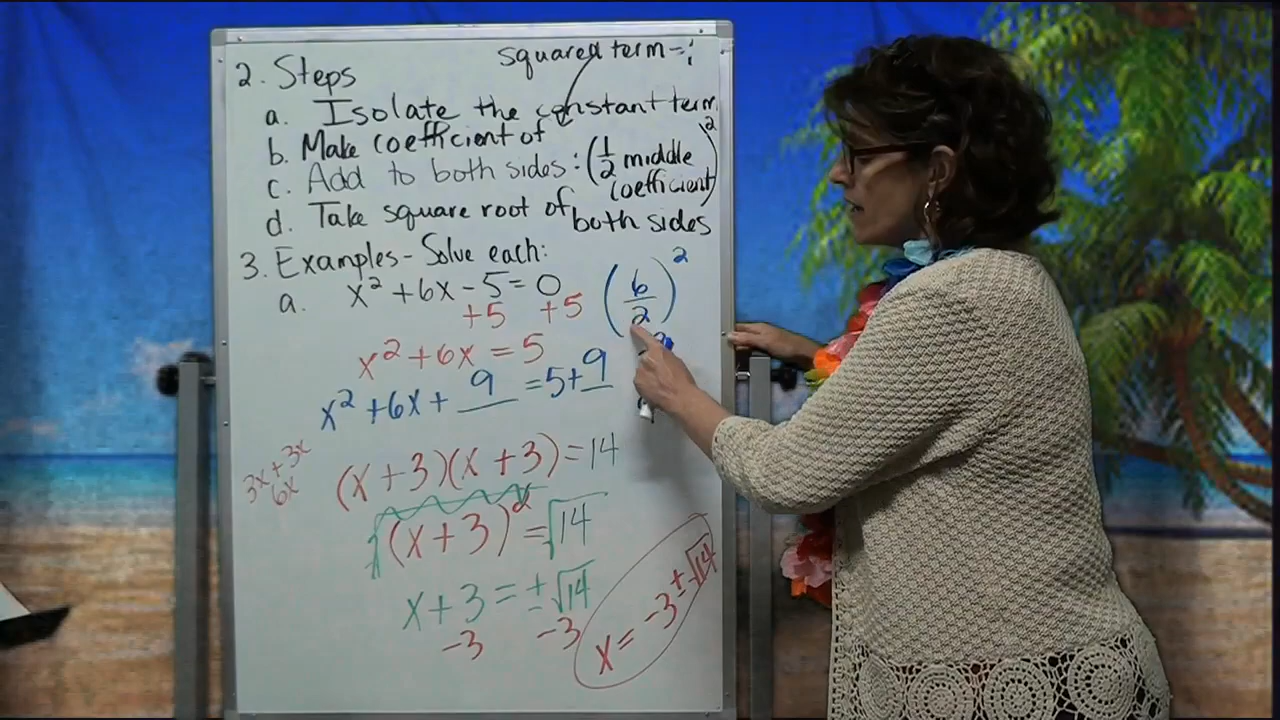 squared term -
2. Steps
a. Isolate the constant term
b. Make coefficient of
c. Add to both sides: (1/2 middle coefficient)²
d. Take square root of both sides
3. Examples - Solve each:
a. x² + 6x - 5 = 0
+5 +5
(6/2)²
x² + 6x = 5
x² + 6x + 9 = 5 + 9
3x + 3x
6x
(x + 3)(x + 3) = 14
√(x + 3)² = √14
x + 3 = ± √14
-3 -3
x = -3 ± √14